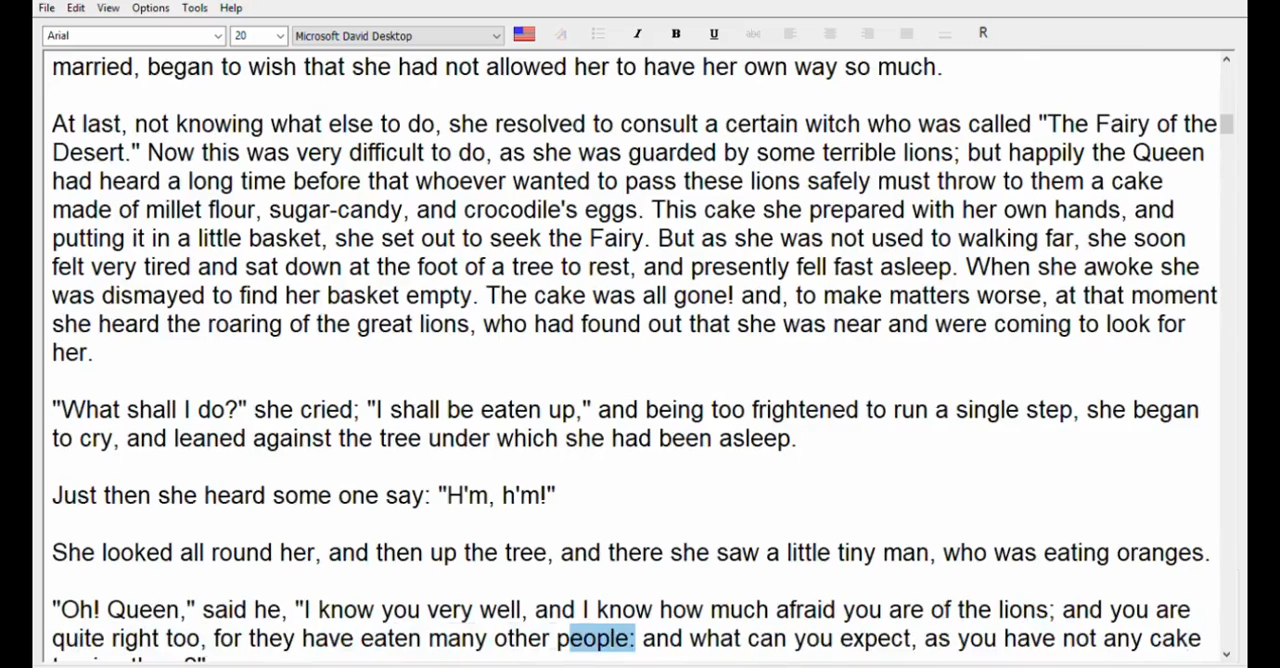 File Edit View Options Tools Help
Arial 20 Microsoft David Desktop I B U abc R
married, began to wish that she had not allowed her to have her own way so much.
At last, not knowing what else to do, she resolved to consult a certain witch who was called "The Fairy of the
Desert." Now this was very difficult to do, as she was guarded by some terrible lions; but happily the Queen
had heard a long time before that whoever wanted to pass these lions safely must throw to them a cake
made of millet flour, sugar-candy, and crocodile's eggs. This cake she prepared with her own hands, and
putting it in a little basket, she set out to seek the Fairy. But as she was not used to walking far, she soon
felt very tired and sat down at the foot of a tree to rest, and presently fell fast asleep. When she awoke she
was dismayed to find her basket empty. The cake was all gone! and, to make matters worse, at that moment
she heard the roaring of the great lions, who had found out that she was near and were coming to look for
her.
"What shall I do?" she cried; "I shall be eaten up," and being too frightened to run a single step, she began
to cry, and leaned against the tree under which she had been asleep.
Just then she heard some one say: "H'm, h'm!"
She looked all round her, and then up the tree, and there she saw a little tiny man, who was eating oranges.
"Oh! Queen," said he, "I know you very well, and I know how much afraid you are of the lions; and you are
quite right too, for they have eaten many other people: and what can you expect, as you have not any cake